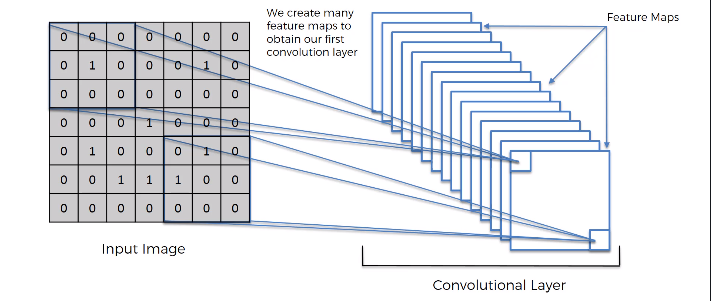 We create many
feature maps to
obtain our first
convolution layer
Feature Maps
0 0 0 0 0 0 0
0 1 0 0 0 1 0
0 0 0 0 0 0 0
0 0 0 1 0 0 0
0 1 0 0 0 1 0
0 0 1 1 1 0 0
0 0 0 0 0 0 0
Input Image
Convolutional Layer